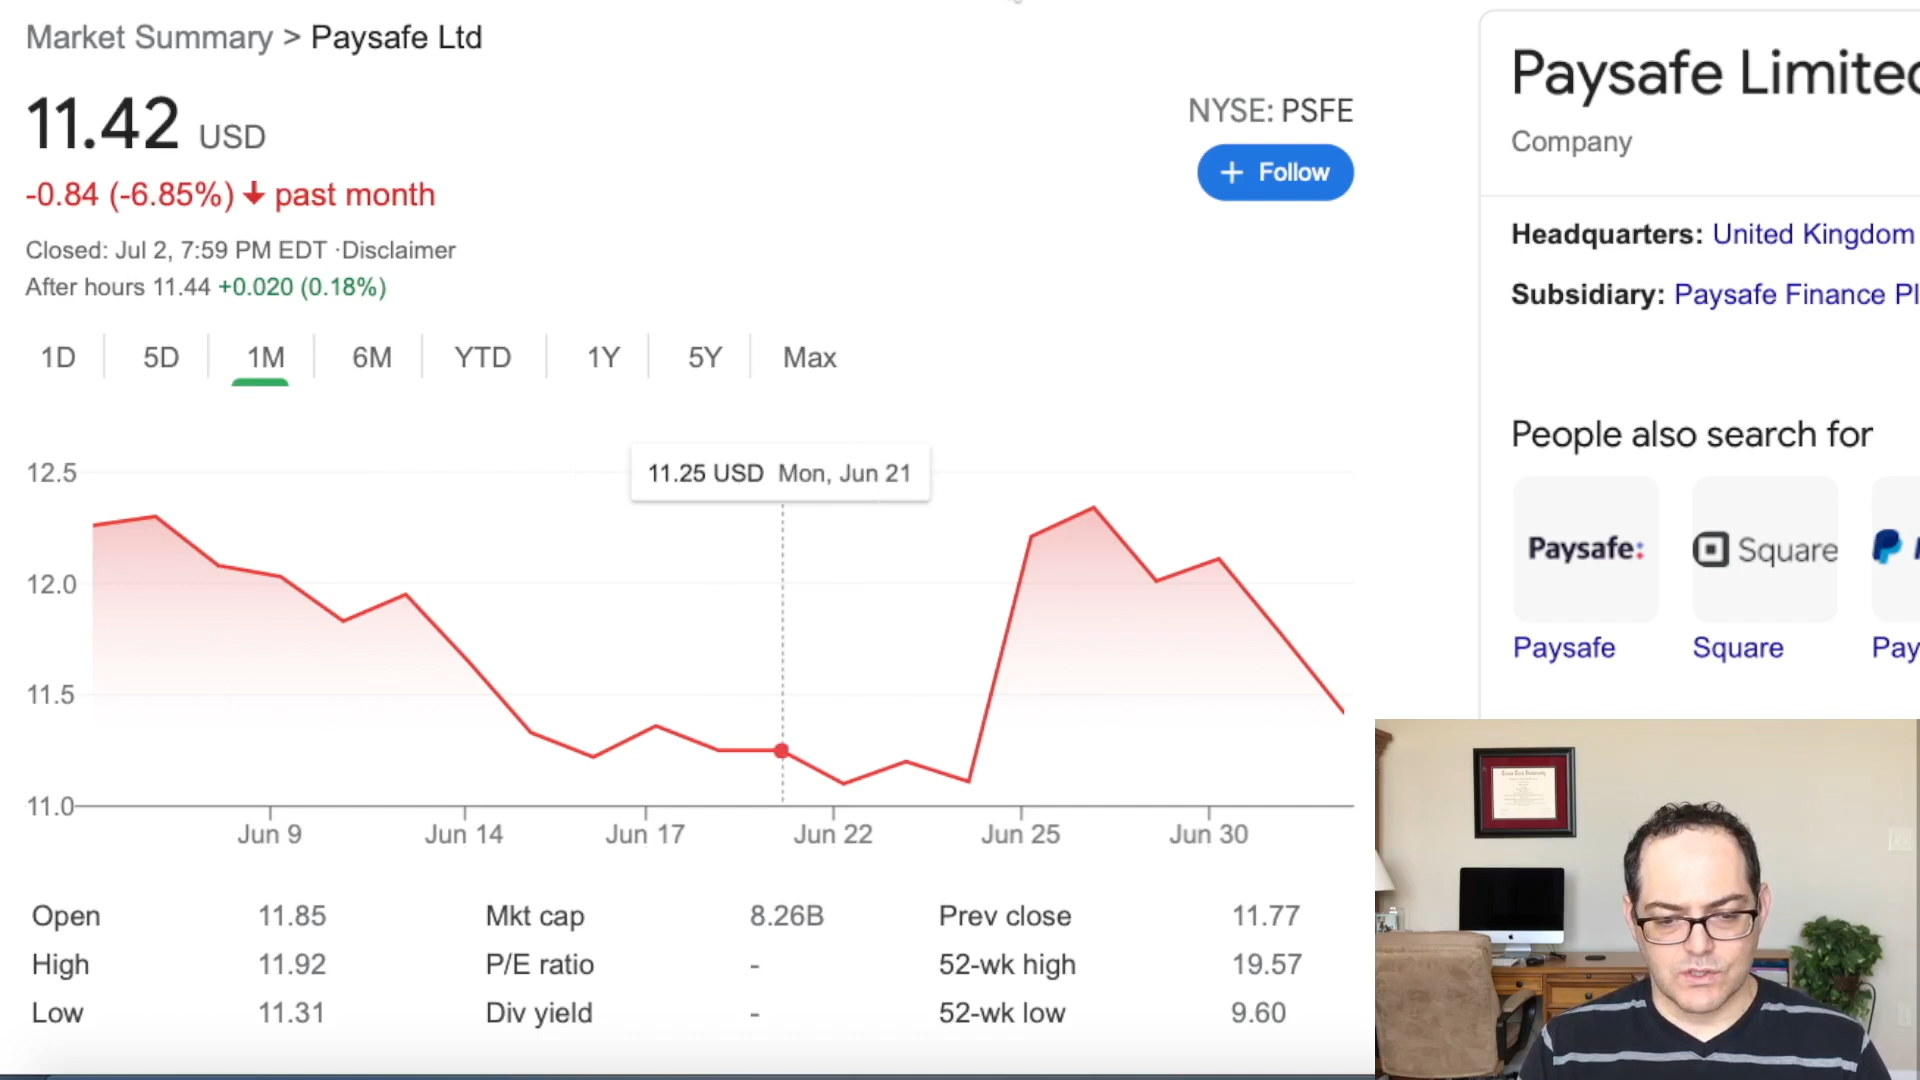 Market Summary > Paysafe Ltd
11.42 USD
-0.84 (-6.85%) ↓ past month
Closed: Jul 2, 7:59 PM EDT ·Disclaimer
After hours 11.44 +0.020 (0.18%)
NYSE: PSFE
+ Follow
1D 5D 1M 6M YTD 1Y 5Y Max
11.25 USD Mon, Jun 21
12.5
12.0
11.5
11.0
Jun 9 Jun 14 Jun 17 Jun 22 Jun 25 Jun 30
Open 11.85 Mkt cap 8.26B Prev close 11.77
High 11.92 P/E ratio - 52-wk high 19.57
Low 11.31 Div yield - 52-wk low 9.60
Paysafe Limited
Company
Headquarters: United Kingdom
Subsidiary: Paysafe Finance Pl
People also search for
Paysafe:
Square
Paysafe
Square
Pay